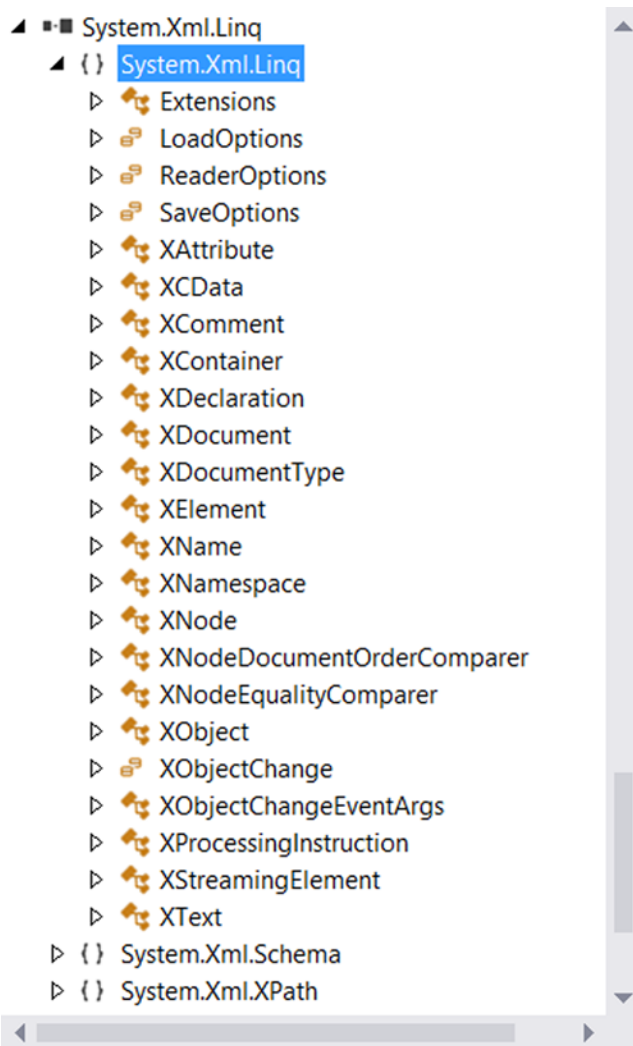 System.Xml.Linq
{ } System.Xml.Linq
Extensions
LoadOptions
ReaderOptions
SaveOptions
XAttribute
XCData
XComment
XContainer
XDeclaration
XDocument
XDocumentType
XElement
XName
XNamespace
XNode
XNodeDocumentOrderComparer
XNodeEqualityComparer
XObject
XObjectChange
XObjectChangeEventArgs
XProcessingInstruction
XStreamingElement
XText
{ } System.Xml.Schema
{ } System.Xml.XPath